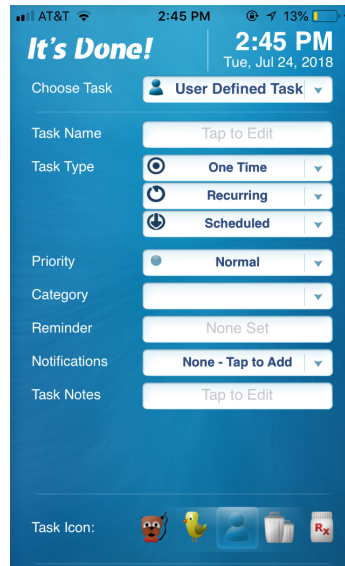 AT&T 2:45 PM 13%
It's Done!
2:45 PM
Tue, Jul 24, 2018
Choose Task User Defined Task
Task Name Tap to Edit
Task Type One Time
Recurring
Scheduled
Priority Normal
Category
Reminder None Set
Notifications None - Tap to Add
Task Notes Tap to Edit
Task Icon: Rx